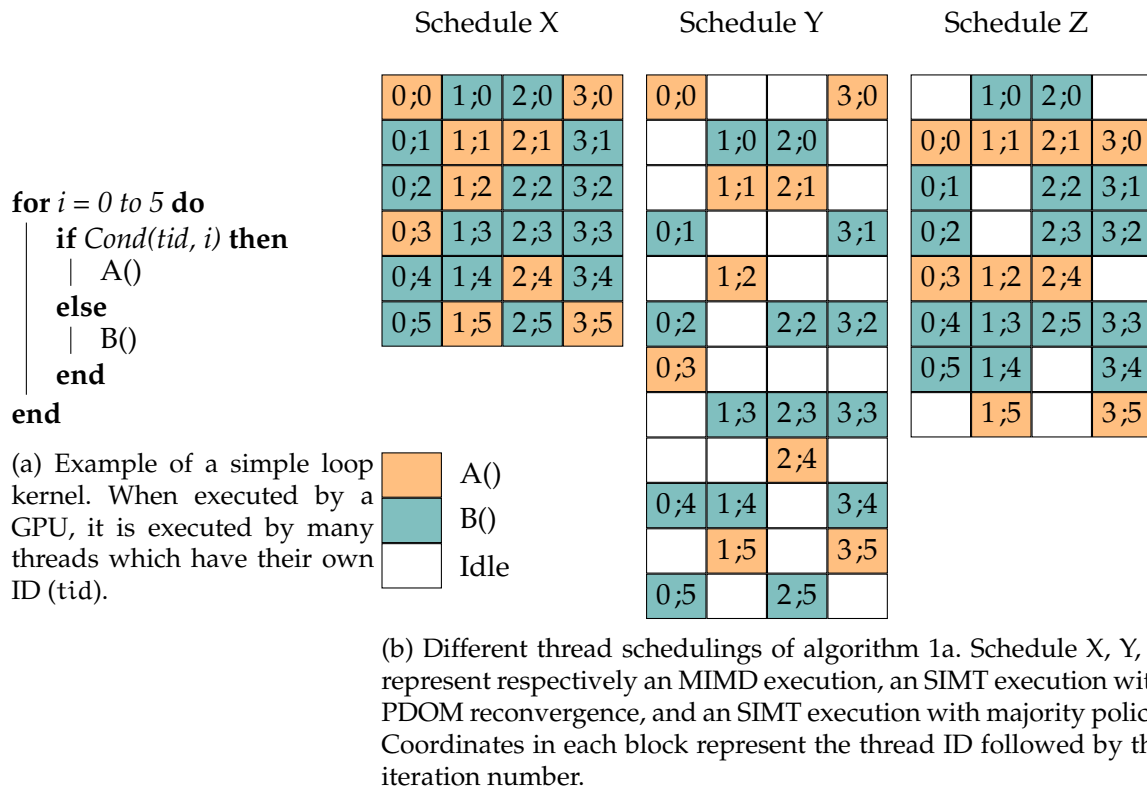 Schedule X Schedule Y Schedule Z
0;0 1;0 2;0 3;0
0;1 1;1 2;1 3;1
0;2 1;2 2;2 3;2
0;3 1;3 2;3 3;3
0;4 1;4 2;4 3;4
0;5 1;5 2;5 3;5
0;0 3;0
1;0 2;0
1;1 2;1
0;1 3;1
1;2
0;2 2;2 3;2
0;3
1;3 2;3 3;3
2;4
0;4 1;4 3;4
1;5 3;5
0;5 2;5
1;0 2;0
0;0 1;1 2;1 3;0
0;1 2;2 3;1
0;2 2;3 3;2
0;3 1;2 2;4
0;4 1;3 2;5 3;3
0;5 1;4 3;4
1;5 3;5
for i = 0 to 5 do
if Cond(tid, i) then
A()
else
B()
end
end
(a) Example of a simple loop
kernel. When executed by a
GPU, it is executed by many
threads which have their own
ID (tid).
A()
B()
Idle
(b) Different thread schedulings of algorithm 1a. Schedule X, Y,
represent respectively an MIMD execution, an SIMT execution wit
PDOM reconvergence, and an SIMT execution with majority polic
Coordinates in each block represent the thread ID followed by th
iteration number.